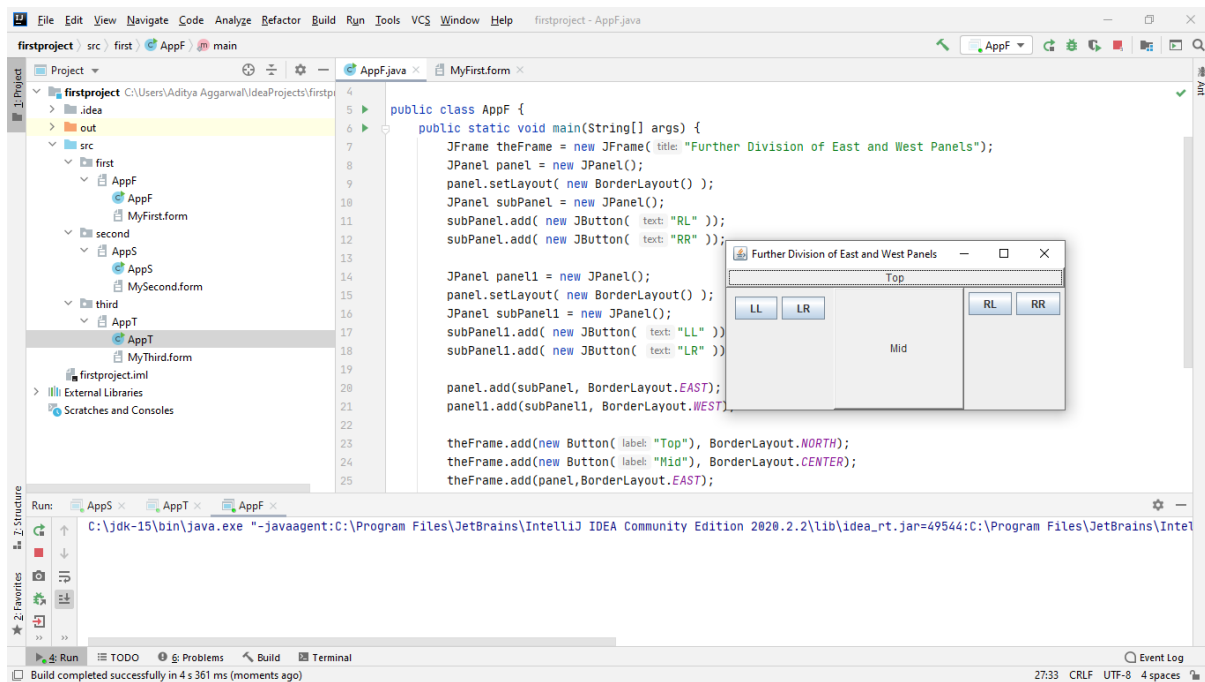 File Edit View Navigate Code Analyze Refactor Build Run Tools VCS Window Help firstproject - AppF.java
firstproject src first AppF main
AppF
1: Project
Project
AppF.java
MyFirst.form
Ant
firstproject C:\Users\Aditya Aggarwal\IdeaProjects\firstpr
.idea
out
src
first
AppF
AppF
MyFirst.form
second
AppS
AppS
MySecond.form
third
AppT
AppT
MyThird.form
firstproject.iml
External Libraries
Scratches and Consoles
4
5 public class AppF {
6 public static void main(String[] args) {
7 JFrame theFrame = new JFrame( title: "Further Division of East and West Panels");
8 JPanel panel = new JPanel();
9 panel.setLayout( new BorderLayout() );
10 JPanel subPanel = new JPanel();
11 subPanel.add( new JButton( text: "RL" ));
12 subPanel.add( new JButton( text: "RR" ));
13
14 JPanel panel1 = new JPanel();
15 panel.setLayout( new BorderLayout() );
16 JPanel subPanel1 = new JPanel();
17 subPanel1.add( new JButton( text: "LL" ))
18 subPanel1.add( new JButton( text: "LR" ))
19
20 panel.add(subPanel, BorderLayout.EAST);
21 panel1.add(subPanel1, BorderLayout.WEST);
22
23 theFrame.add(new Button( label: "Top"), BorderLayout.NORTH);
24 theFrame.add(new Button( label: "Mid"), BorderLayout.CENTER);
25 theFrame.add(panel,BorderLayout.EAST);
Further Division of East and West Panels
Top
LL LR Mid RL RR
Z: Structure
2: Favorites
Run: AppS AppT AppF
C:\jdk-15\bin\java.exe "-javaagent:C:\Program Files\JetBrains\IntelliJ IDEA Community Edition 2020.2.2\lib\idea_rt.jar=49544:C:\Program Files\JetBrains\Intel
4: Run TODO 6: Problems Build Terminal Event Log
Build completed successfully in 4 s 361 ms (moments ago) 27:33 CRLF UTF-8 4 spaces